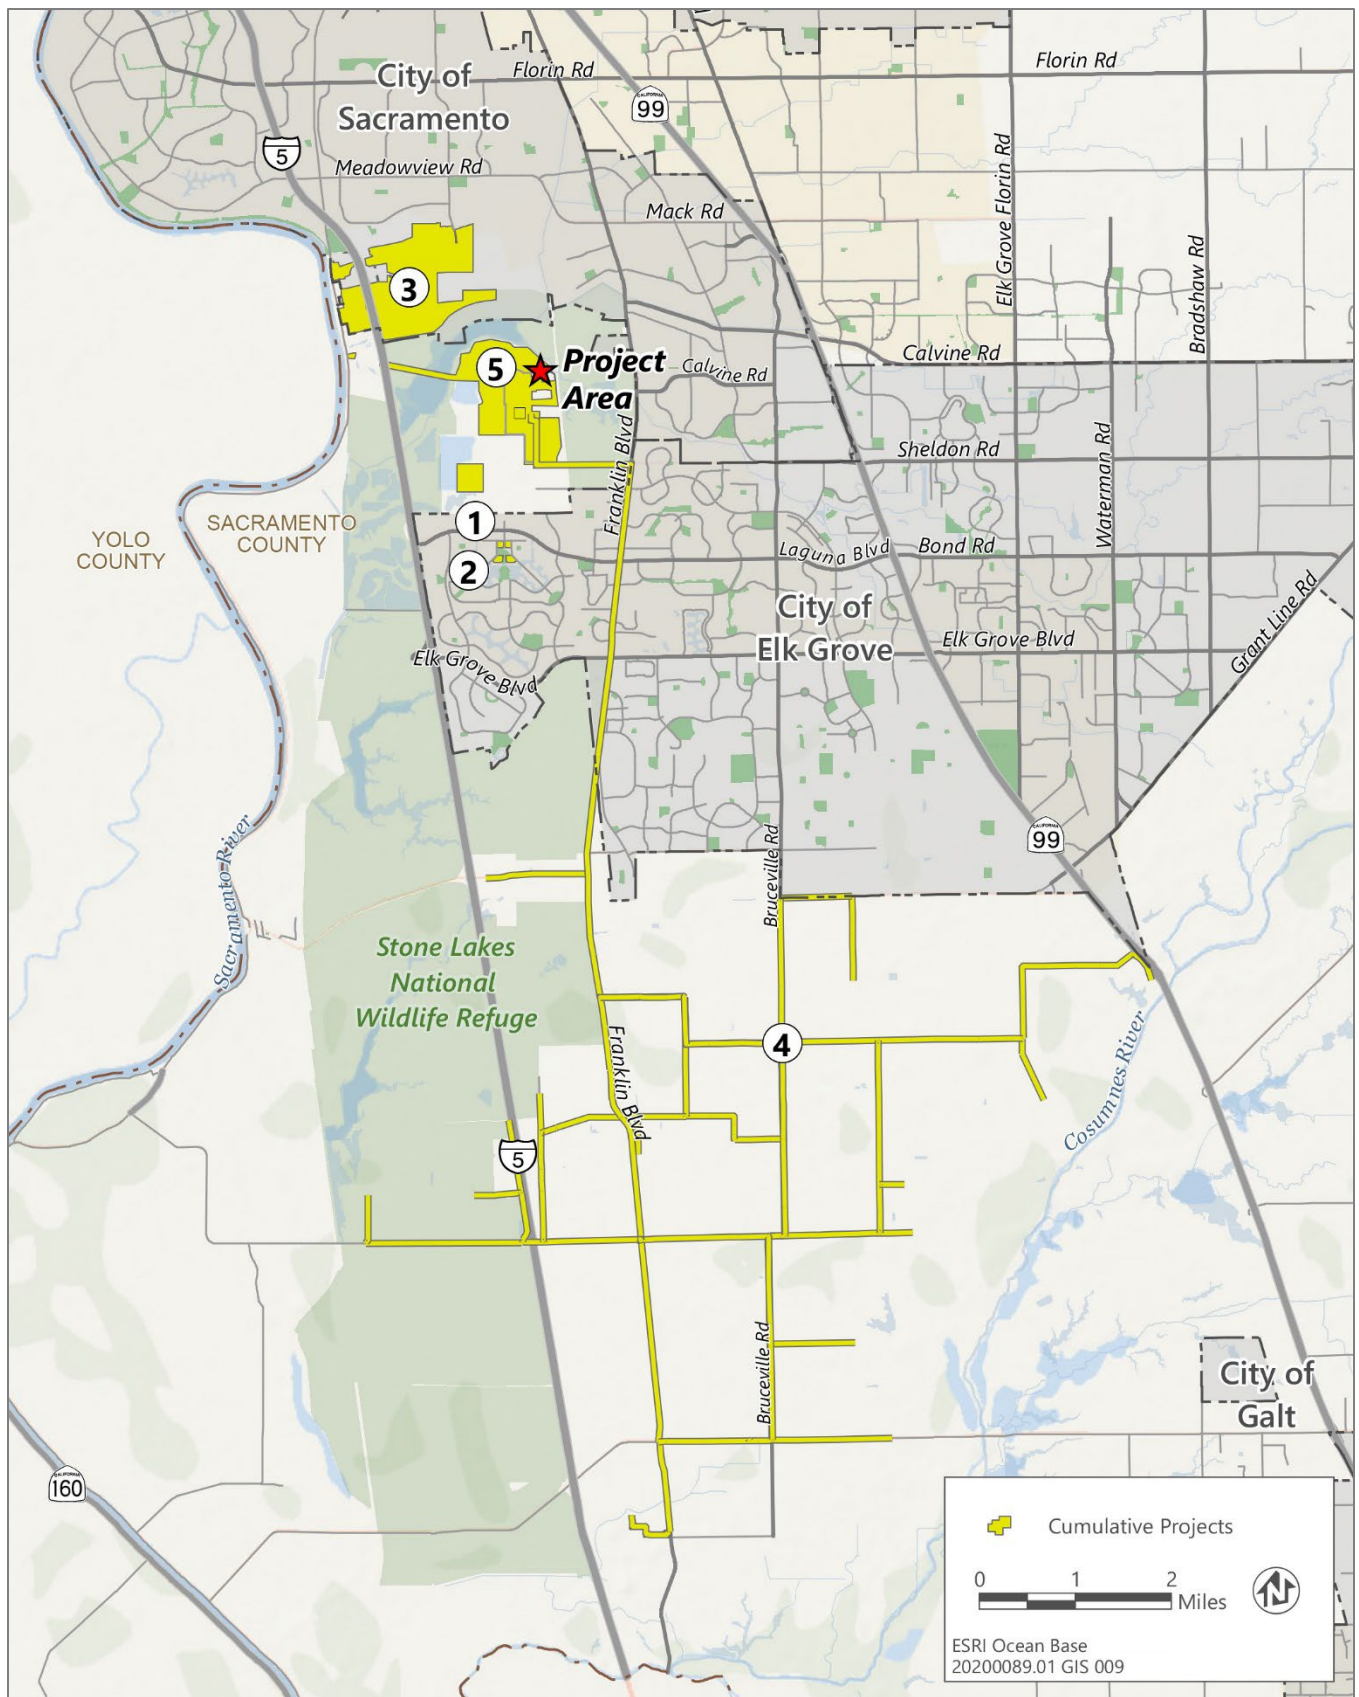 City of
Sacramento
Florin Rd
Florin Rd
CALIFORNIA
99
5
Meadowview Rd
Mack Rd
Elk Grove Florin Rd
Bradshaw Rd
3
Calvine Rd
5
Project
Area
Calvine Rd
Franklin Blvd
Sheldon Rd
Waterman Rd
1
YOLO
COUNTY
SACRAMENTO
COUNTY
2
Laguna Blvd
Bond Rd
City of
Elk Grove
Elk Grove Blvd
Elk Grove Blvd
Grant Line Rd
CALIFORNIA
99
Sacramento River
Bruceville Rd
Stone Lakes
National
Wildlife Refuge
Franklin Blvd
4
Cosumnes River
5
Bruceville Rd
City of
Galt
CALIFORNIA
160
Cumulative Projects
0 1 2
Miles
N
ESRI Ocean Base
20200089.01 GIS 009